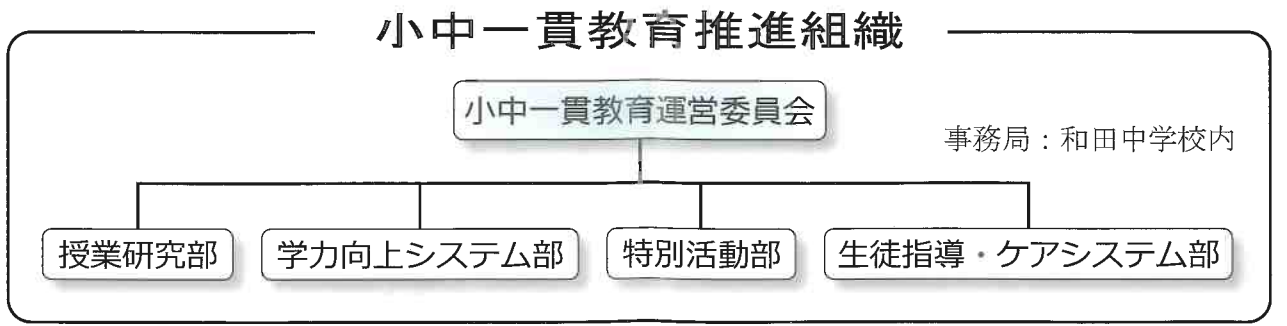 小中一貫教育推進組織
小中一貫教育運営委員会
事務局：和田中学校内
授業研究部
学力向上システム部
特別活動部
生徒指導・ケアシステム部